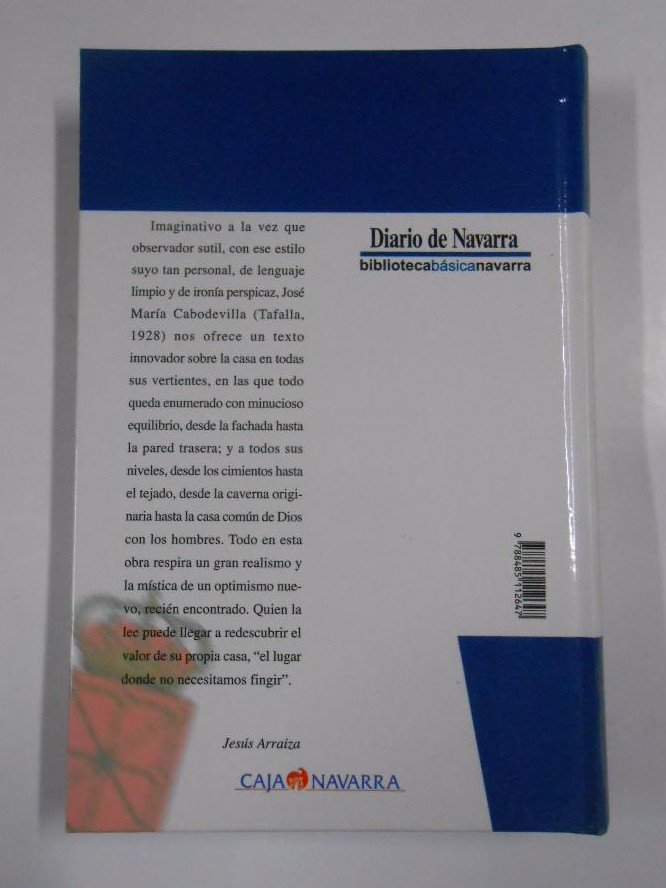 Imaginativo a la vez que
observador sutil, con ese estilo
suyo tan personal, de lenguaje
limpio y de ironía perspicaz, José
María Cabodevilla (Tafalla,
1928) nos ofrece un texto
innovador sobre la casa en todas
sus vertientes, en las que todo
queda enumerado con minucioso
equilibrio, desde la fachada hasta
la pared trasera; y a todos sus
niveles, desde los cimientos hasta
el tejado, desde la caverna origi-
naria hasta la casa común de Dios
con los hombres. Todo en esta
obra respira un gran realismo y
la mística de un optimismo nue-
vo, recién encontrado. Quien la
lee puede llegar a redescubrir el
valor de su propia casa, “el lugar
donde no necesitamos fingir”.
Jesús Arraiza
Diario de Navarra
bibliotecabásicanavarra
9 788485 112647
CAJA NAVARRA